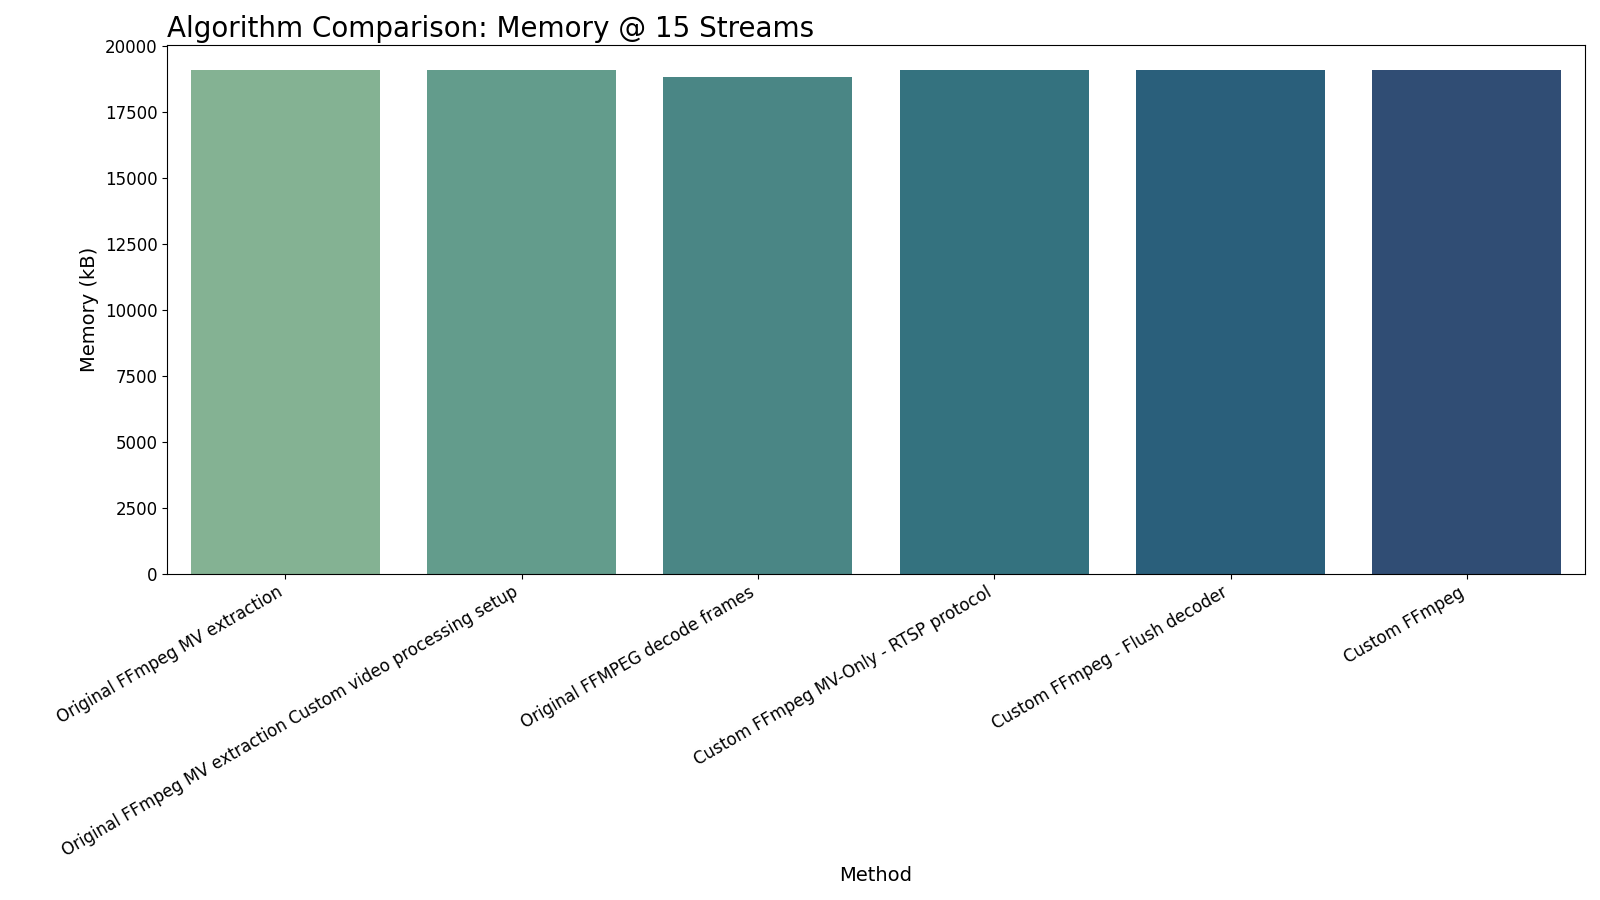 Algorithm Comparison: Memory @ 15 Streams
Memory (kB)
20000
17500
15000
12500
10000
7500
5000
2500
0
Original FFmpeg MV extraction
Original FFmpeg MV extraction Custom video processing setup
Original FFMPEG decode frames
Custom FFmpeg MV-Only - RTSP protocol
Custom FFmpeg - Flush decoder
Custom FFmpeg
Method